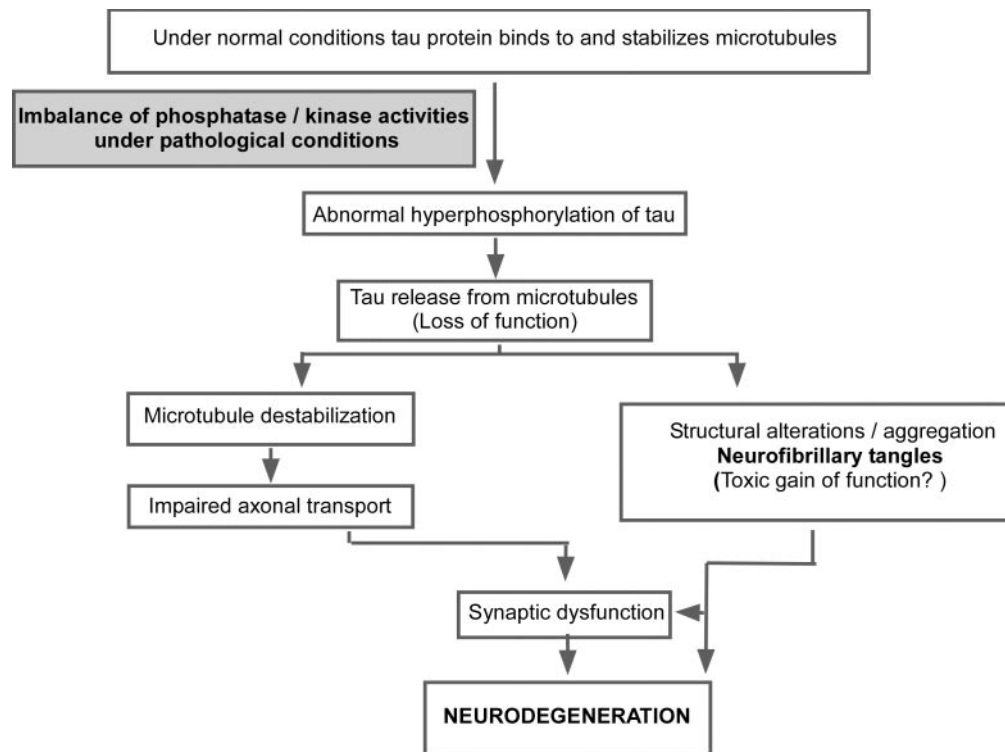 Under normal conditions tau protein binds to and stabilizes microtubules
Imbalance of phosphatase / kinase activities
under pathological conditions
Abnormal hyperphosphorylation of tau
Tau release from microtubules
(Loss of function)
Microtubule destabilization
Structural alterations / aggregation
Neurofibrillary tangles
(Toxic gain of function? )
Impaired axonal transport
Synaptic dysfunction
NEURODEGENERATION